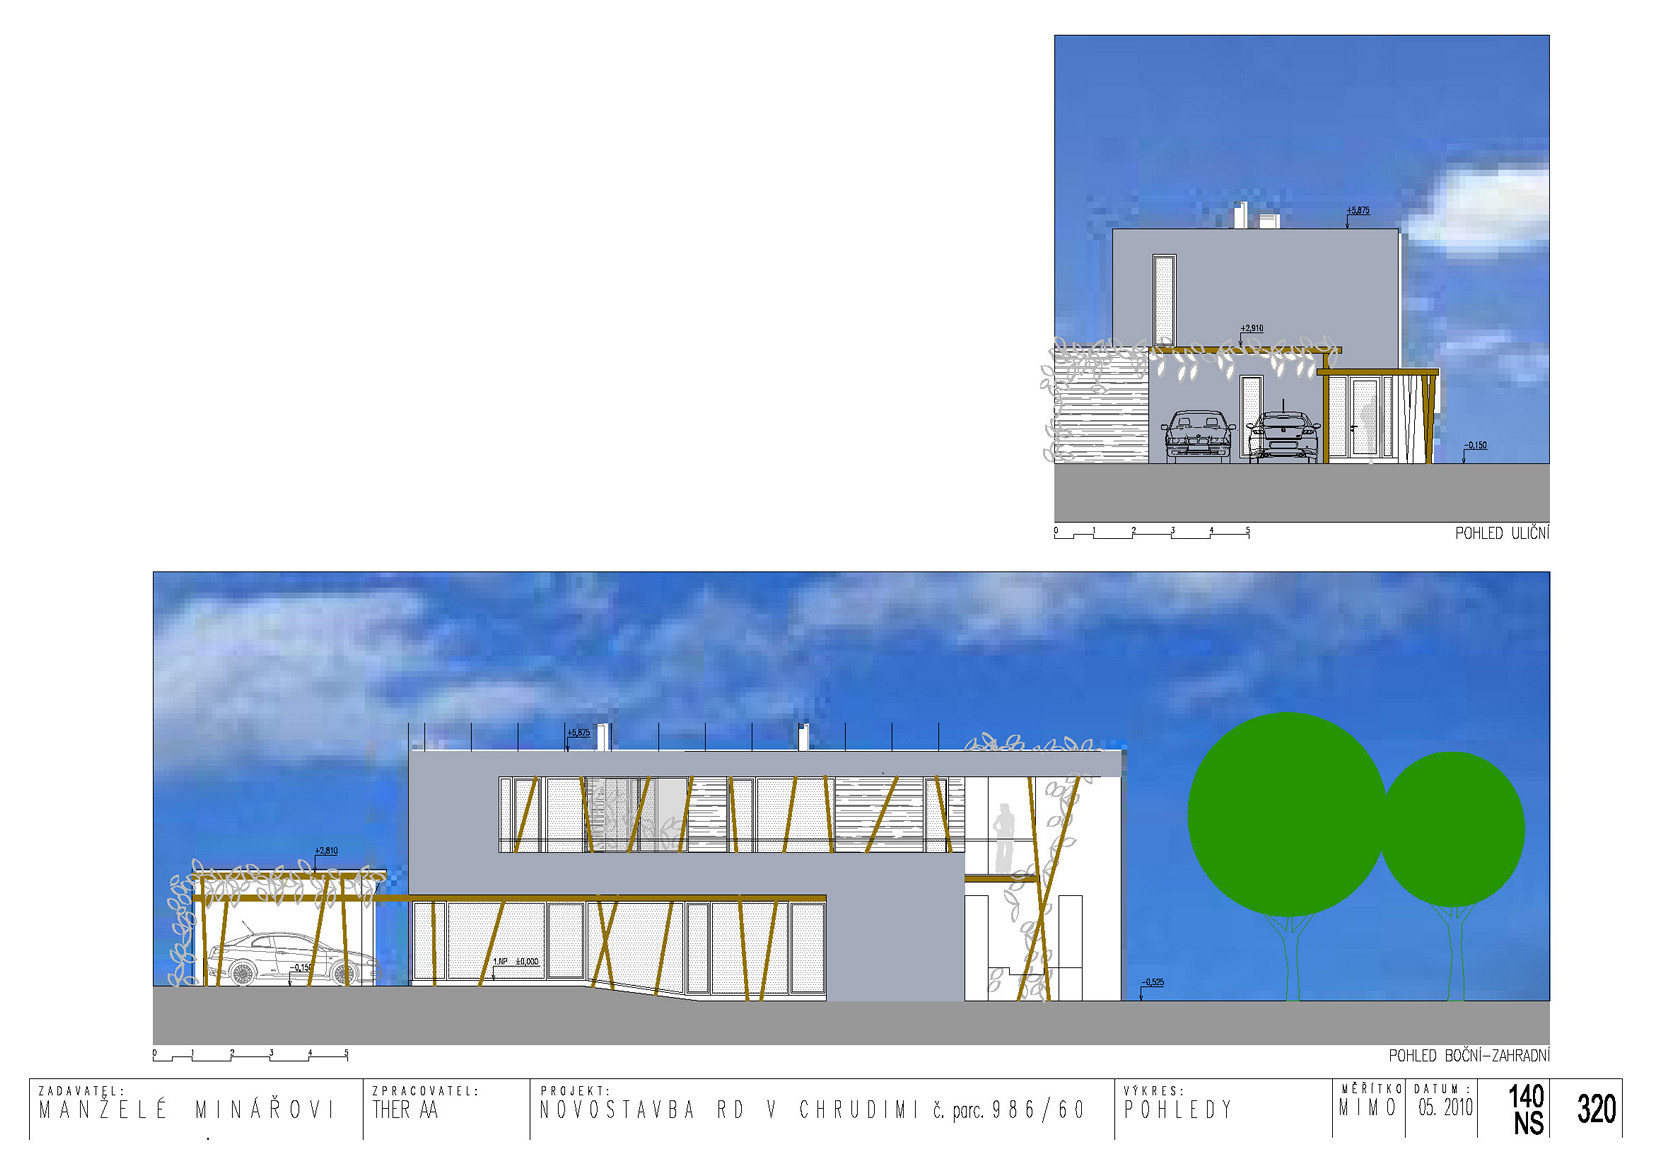 +5,875
+2,910
-0,150
0 1 2 3 4 5
POHLED ULIČNÍ
+5,875
+2,810
-0,150
1.NP ±0,000
-0,525
0 1 2 3 4 5
POHLED BOČNÍ-ZAHRADNÍ
ZADAVATEL:
MANŽELÉ MINÁŘOVI
ZPRACOVATEL:
THER AA
PROJEKT:
NOVOSTAVBA RD V CHRUDIMI č. parc. 986/60
VÝKRES:
POHLEDY
MĚŘÍTKO
MIMO
DATUM :
05. 2010
140
NS
320